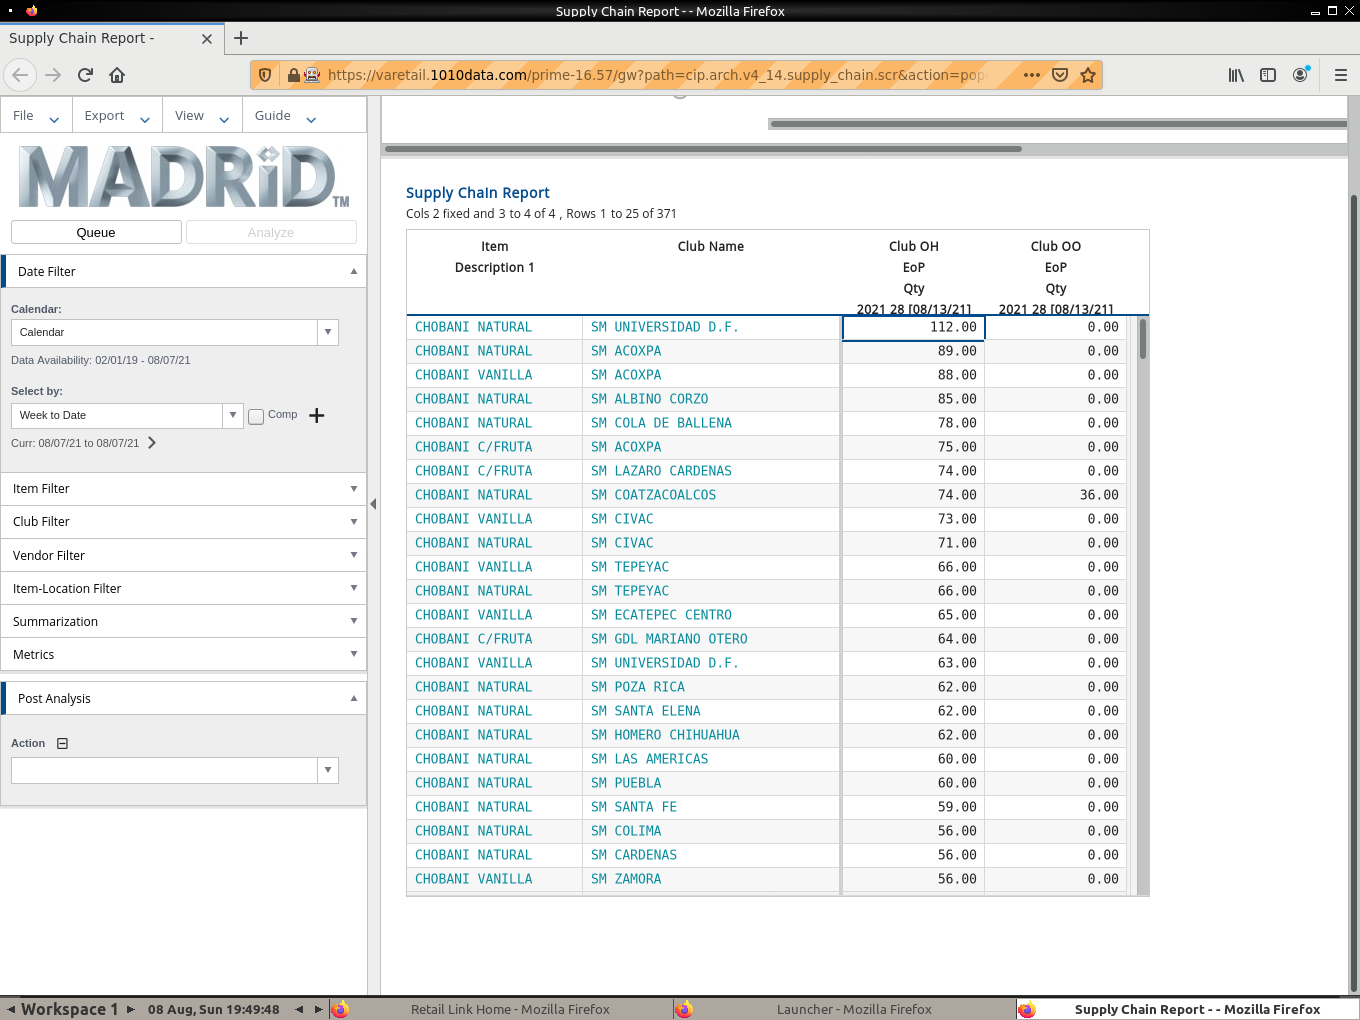 Supply Chain Report - - Mozilla Firefox
Supply Chain Report -
https://varetail.1010data.com/prime-16.57/gw?path=cip.arch.v4_14.supply_chain.scr&action=pop
File Export View Guide
MADRiD TM
Queue Analyze
Date Filter
Calendar:
Calendar
Data Availability: 02/01/19 - 08/07/21
Select by:
Week to Date Comp
Curr: 08/07/21 to 08/07/21
Item Filter
Club Filter
Vendor Filter
Item-Location Filter
Summarization
Metrics
Post Analysis
Action
Supply Chain Report
Cols 2 fixed and 3 to 4 of 4 , Rows 1 to 25 of 371
Item Club Name Club OH Club OO
Description 1 EoP EoP
Qty Qty
2021 28 [08/13/21] 2021 28 [08/13/21]
CHOBANI NATURAL SM UNIVERSIDAD D.F. 112.00 0.00
CHOBANI NATURAL SM ACOXPA 89.00 0.00
CHOBANI VANILLA SM ACOXPA 88.00 0.00
CHOBANI NATURAL SM ALBINO CORZO 85.00 0.00
CHOBANI NATURAL SM COLA DE BALLENA 78.00 0.00
CHOBANI C/FRUTA SM ACOXPA 75.00 0.00
CHOBANI C/FRUTA SM LAZARO CARDENAS 74.00 0.00
CHOBANI NATURAL SM COATZACOALCOS 74.00 36.00
CHOBANI VANILLA SM CIVAC 73.00 0.00
CHOBANI NATURAL SM CIVAC 71.00 0.00
CHOBANI VANILLA SM TEPEYAC 66.00 0.00
CHOBANI NATURAL SM TEPEYAC 66.00 0.00
CHOBANI VANILLA SM ECATEPEC CENTRO 65.00 0.00
CHOBANI C/FRUTA SM GDL MARIANO OTERO 64.00 0.00
CHOBANI VANILLA SM UNIVERSIDAD D.F. 63.00 0.00
CHOBANI NATURAL SM POZA RICA 62.00 0.00
CHOBANI NATURAL SM SANTA ELENA 62.00 0.00
CHOBANI NATURAL SM HOMERO CHIHUAHUA 62.00 0.00
CHOBANI NATURAL SM LAS AMERICAS 60.00 0.00
CHOBANI NATURAL SM PUEBLA 60.00 0.00
CHOBANI NATURAL SM SANTA FE 59.00 0.00
CHOBANI NATURAL SM COLIMA 56.00 0.00
CHOBANI NATURAL SM CARDENAS 56.00 0.00
CHOBANI VANILLA SM ZAMORA 56.00 0.00
Workspace 1 08 Aug, Sun 19:49:48 Retail Link Home - Mozilla Firefox Launcher - Mozilla Firefox Supply Chain Report - - Mozilla Firefox